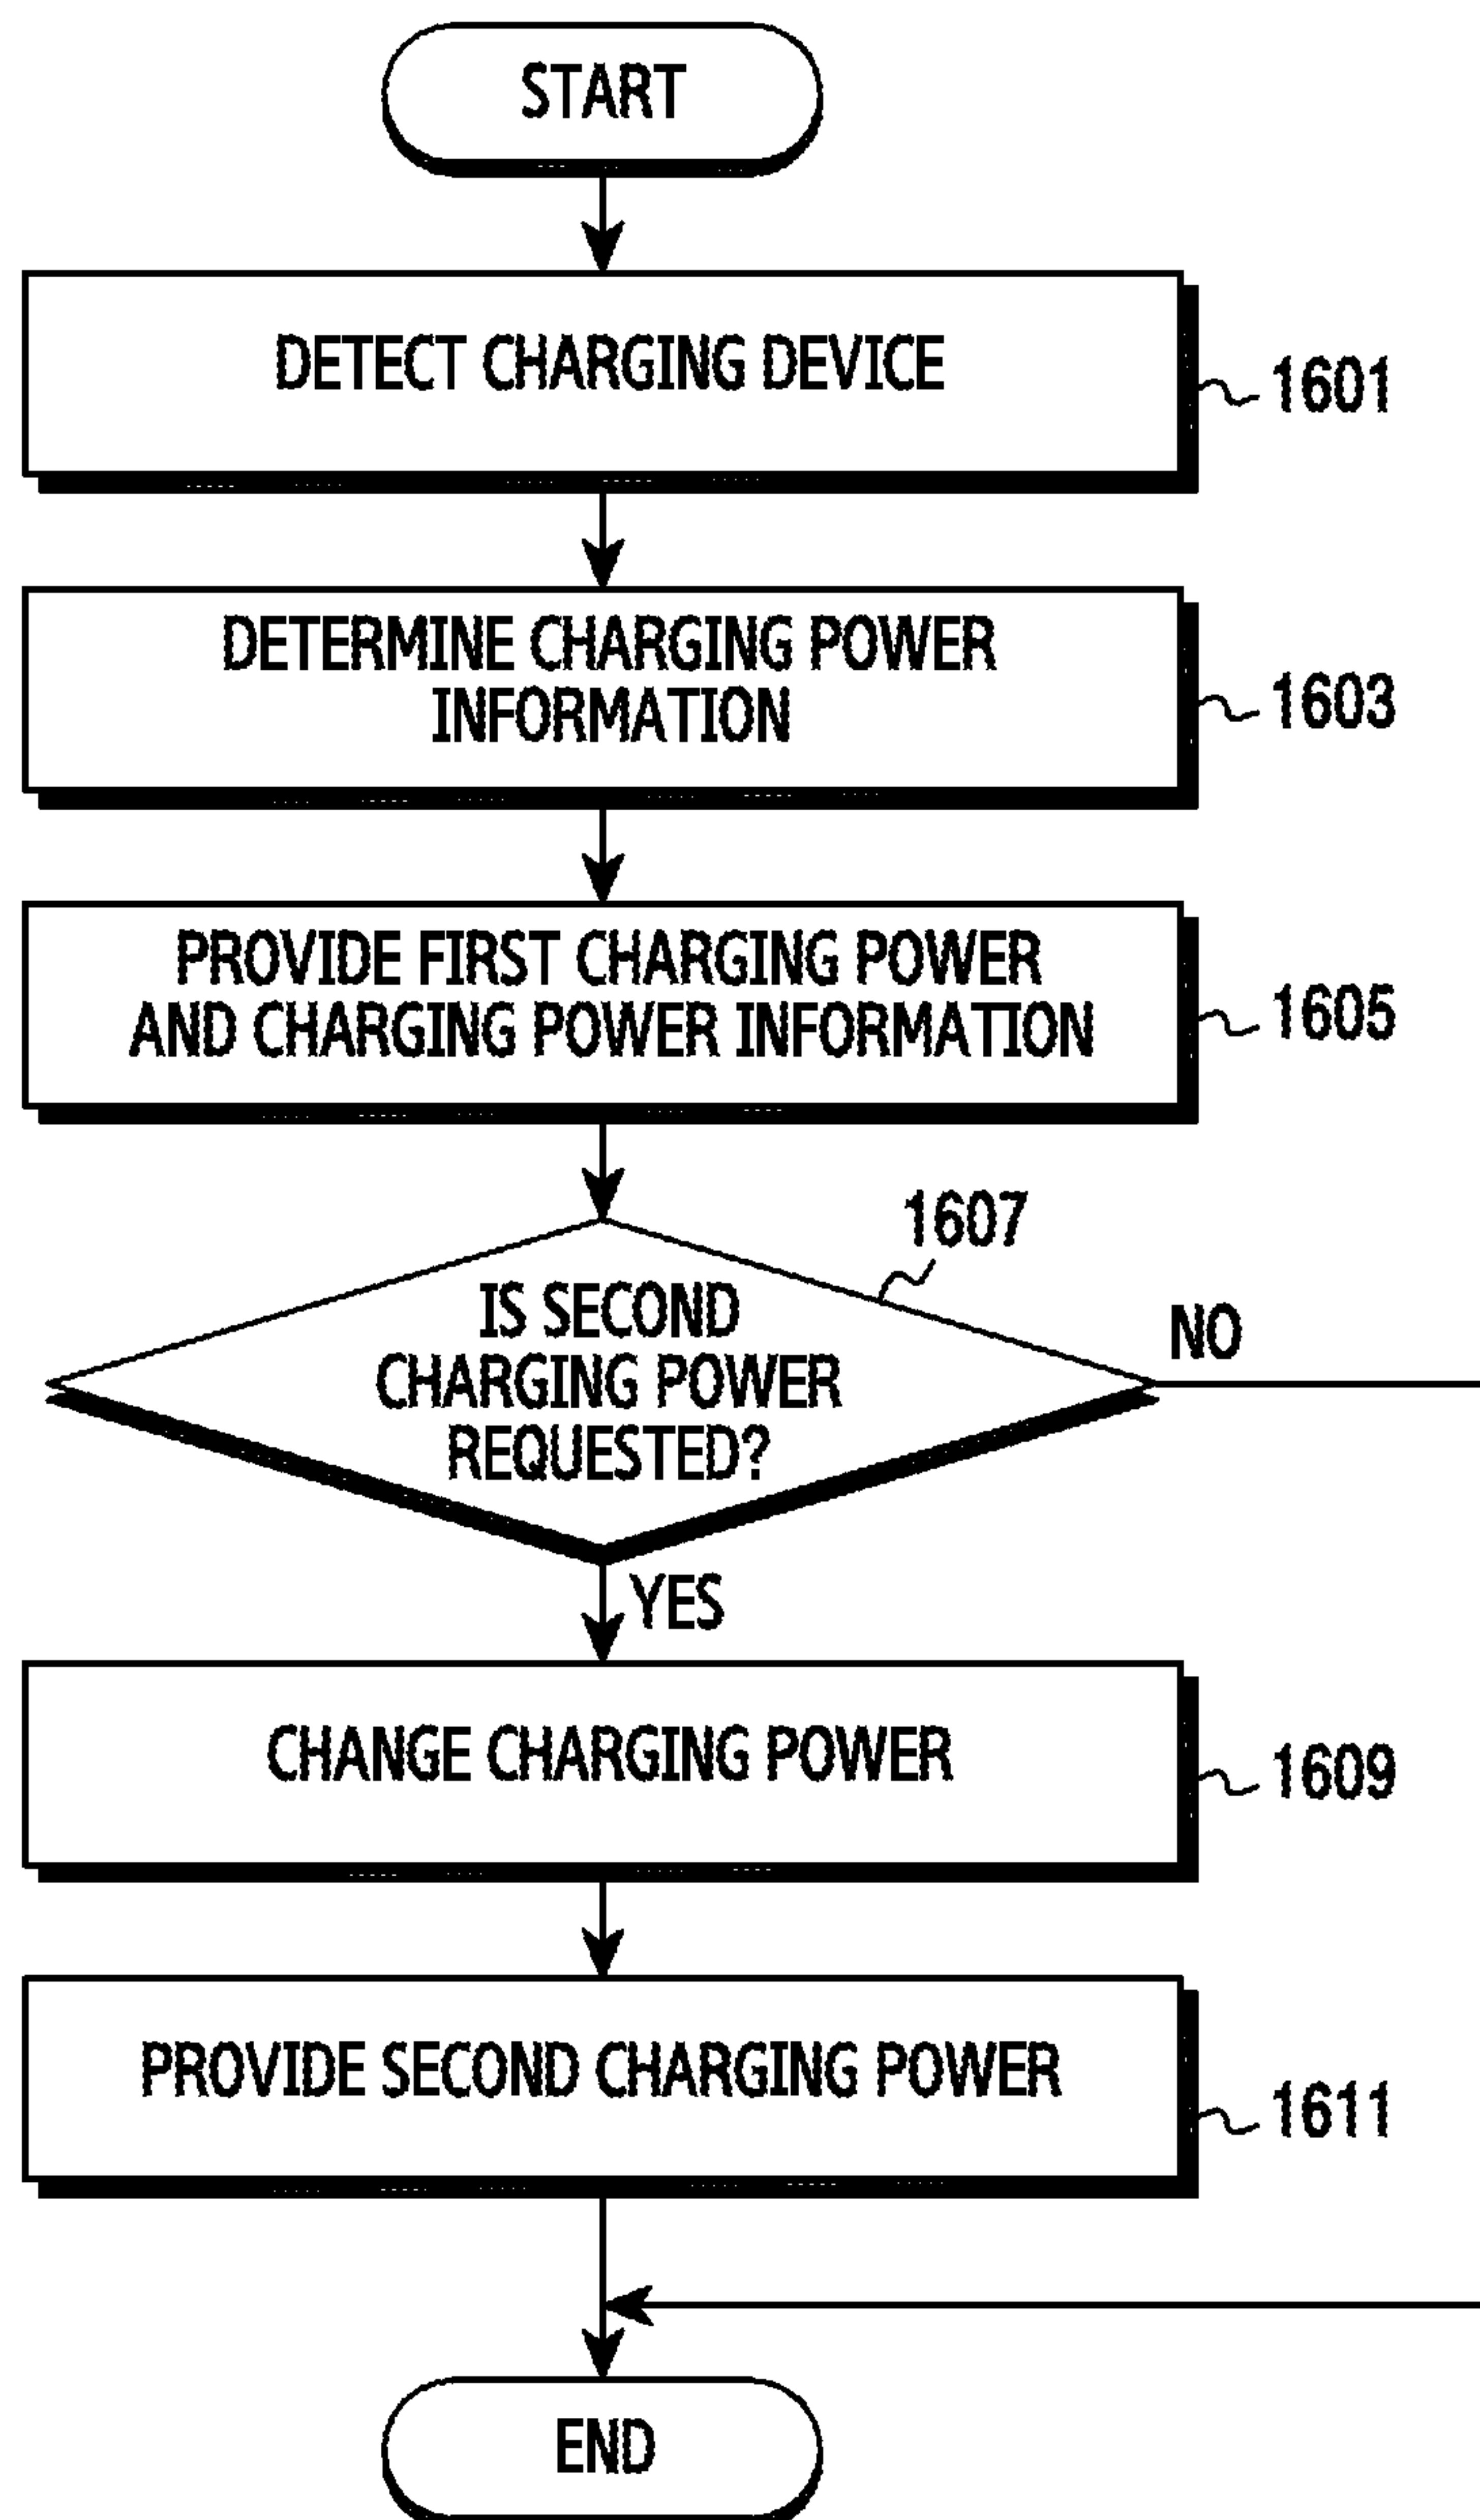 START
DETECT CHARGING DEVICE
1601
DETERMINE CHARGING POWER
INFORMATION
1603
PROVIDE FIRST CHARGING POWER
AND CHARGING POWER INFORMATION
1605
1607
IS SECOND
CHARGING POWER
REQUESTED?
NO
YES
CHANGE CHARGING POWER
1609
PROVIDE SECOND CHARGING POWER
1611
END